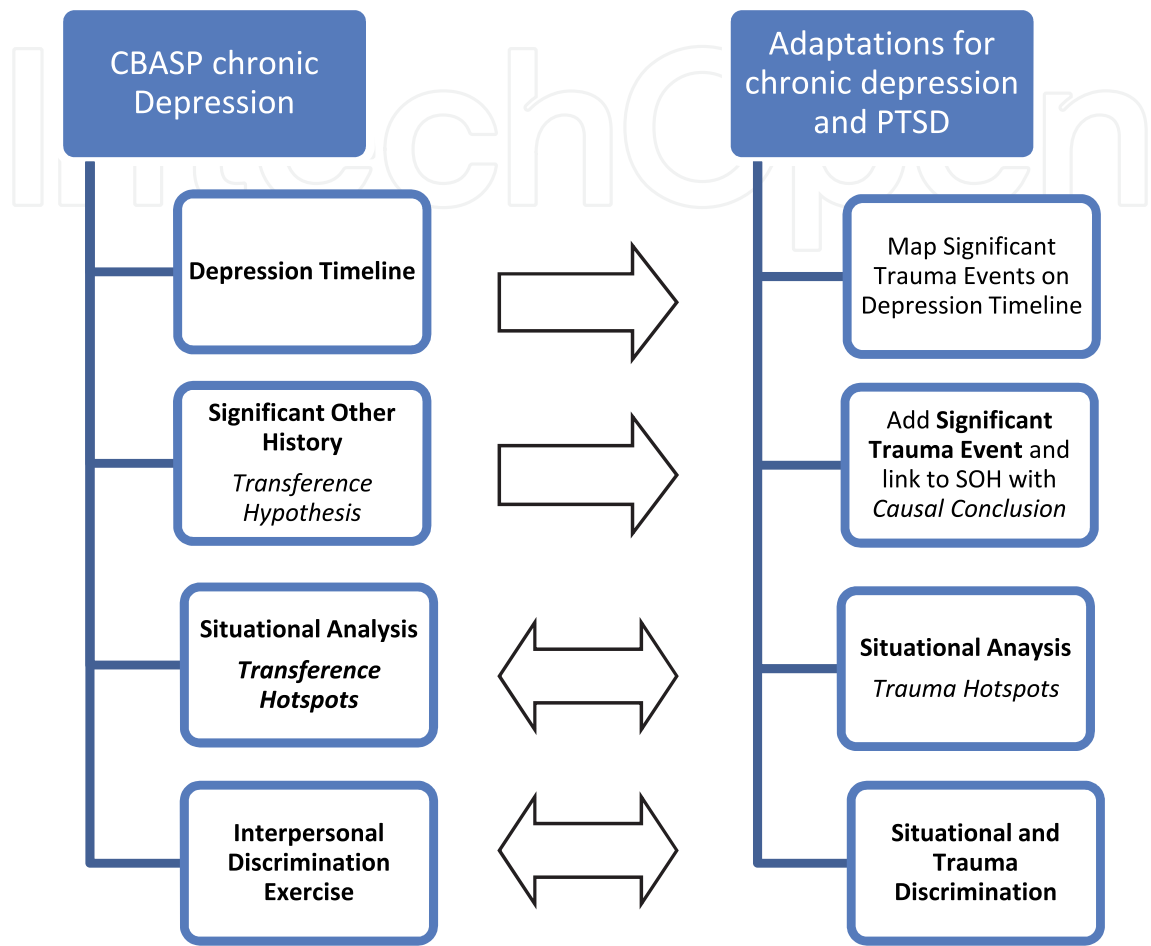 CBASP chronic
Depression
Depression Timeline
Significant Other
History
Transference
Hypothesis
Situational Analysis
Transference
Hotspots
Interpersonal
Discrimination
Exercise
Adaptations for
chronic depression
and PTSD
Map Significant
Trauma Events on
Depression Timeline
Add Significant
Trauma Event and
link to SOH with
Causal Conclusion
Situational Anaysis
Trauma Hotspots
Situational and
Trauma
Discrimination
IntechOpen